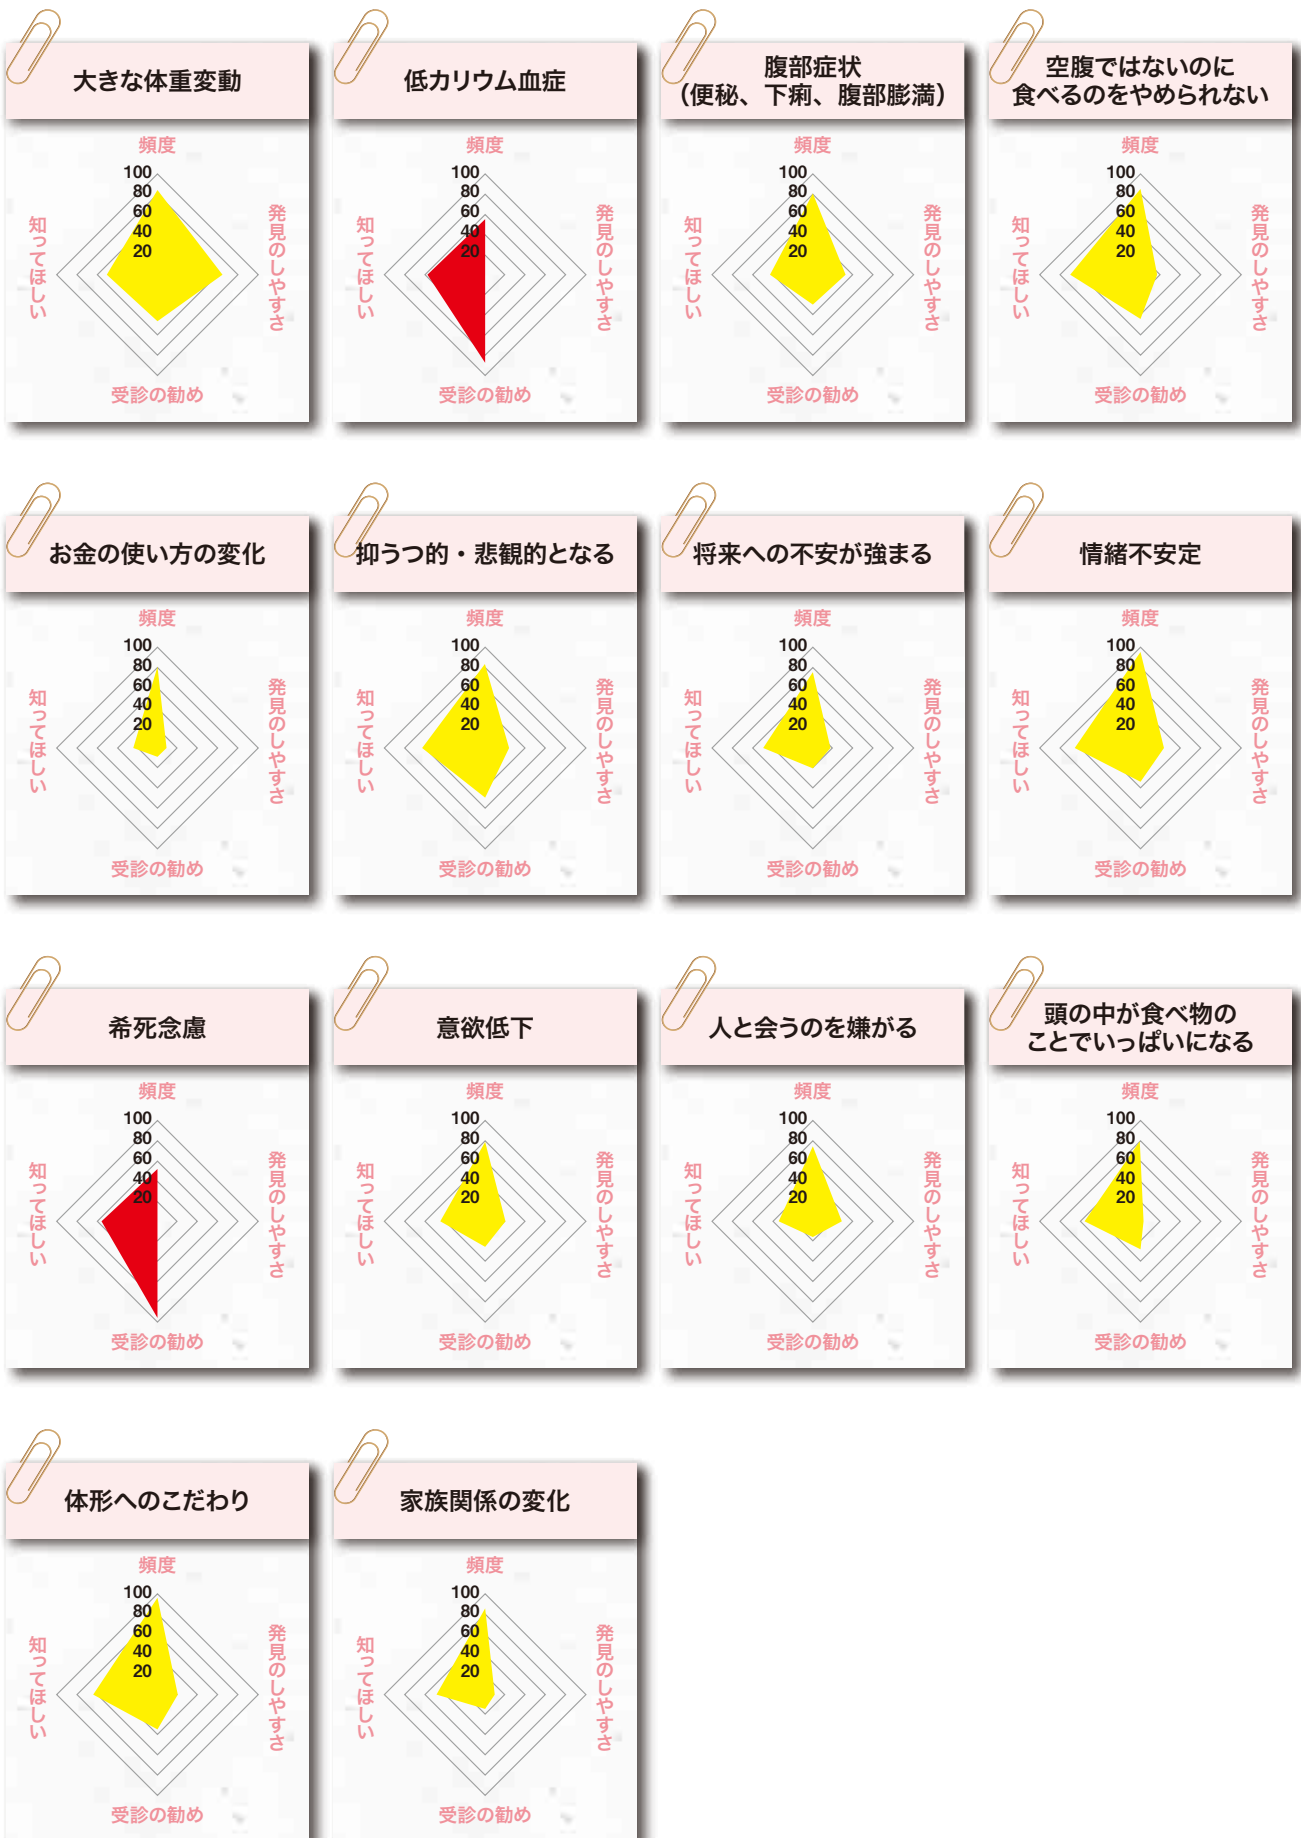 大きな体重変動
頻度
100
80
60
40
20
知ってほしい
発見のしやすさ
受診の勧め
低カリウム血症
頻度
100
80
60
40
20
知ってほしい
発見のしやすさ
受診の勧め
腹部症状
（便秘、下痢、腹部膨満）
頻度
100
80
60
40
20
知ってほしい
発見のしやすさ
受診の勧め
空腹ではないのに
食べるのをやめられない
頻度
100
80
60
40
20
知ってほしい
発見のしやすさ
受診の勧め
お金の使い方の変化
頻度
100
80
60
40
20
知ってほしい
発見のしやすさ
受診の勧め
抑うつ的・悲観的となる
頻度
100
80
60
40
20
知ってほしい
発見のしやすさ
受診の勧め
将来への不安が強まる
頻度
100
80
60
40
20
知ってほしい
発見のしやすさ
受診の勧め
情緒不安定
頻度
100
80
60
40
20
知ってほしい
発見のしやすさ
受診の勧め
希死念慮
頻度
100
80
60
40
20
知ってほしい
発見のしやすさ
受診の勧め
意欲低下
頻度
100
80
60
40
20
知ってほしい
発見のしやすさ
受診の勧め
人と会うのを嫌がる
頻度
100
80
60
40
20
知ってほしい
発見のしやすさ
受診の勧め
頭の中が食べ物の
ことでいっぱいになる
頻度
100
80
60
40
20
知ってほしい
発見のしやすさ
受診の勧め
体形へのこだわり
頻度
100
80
60
40
20
知ってほしい
発見のしやすさ
受診の勧め
家族関係の変化
頻度
100
80
60
40
20
知ってほしい
発見のしやすさ
受診の勧め